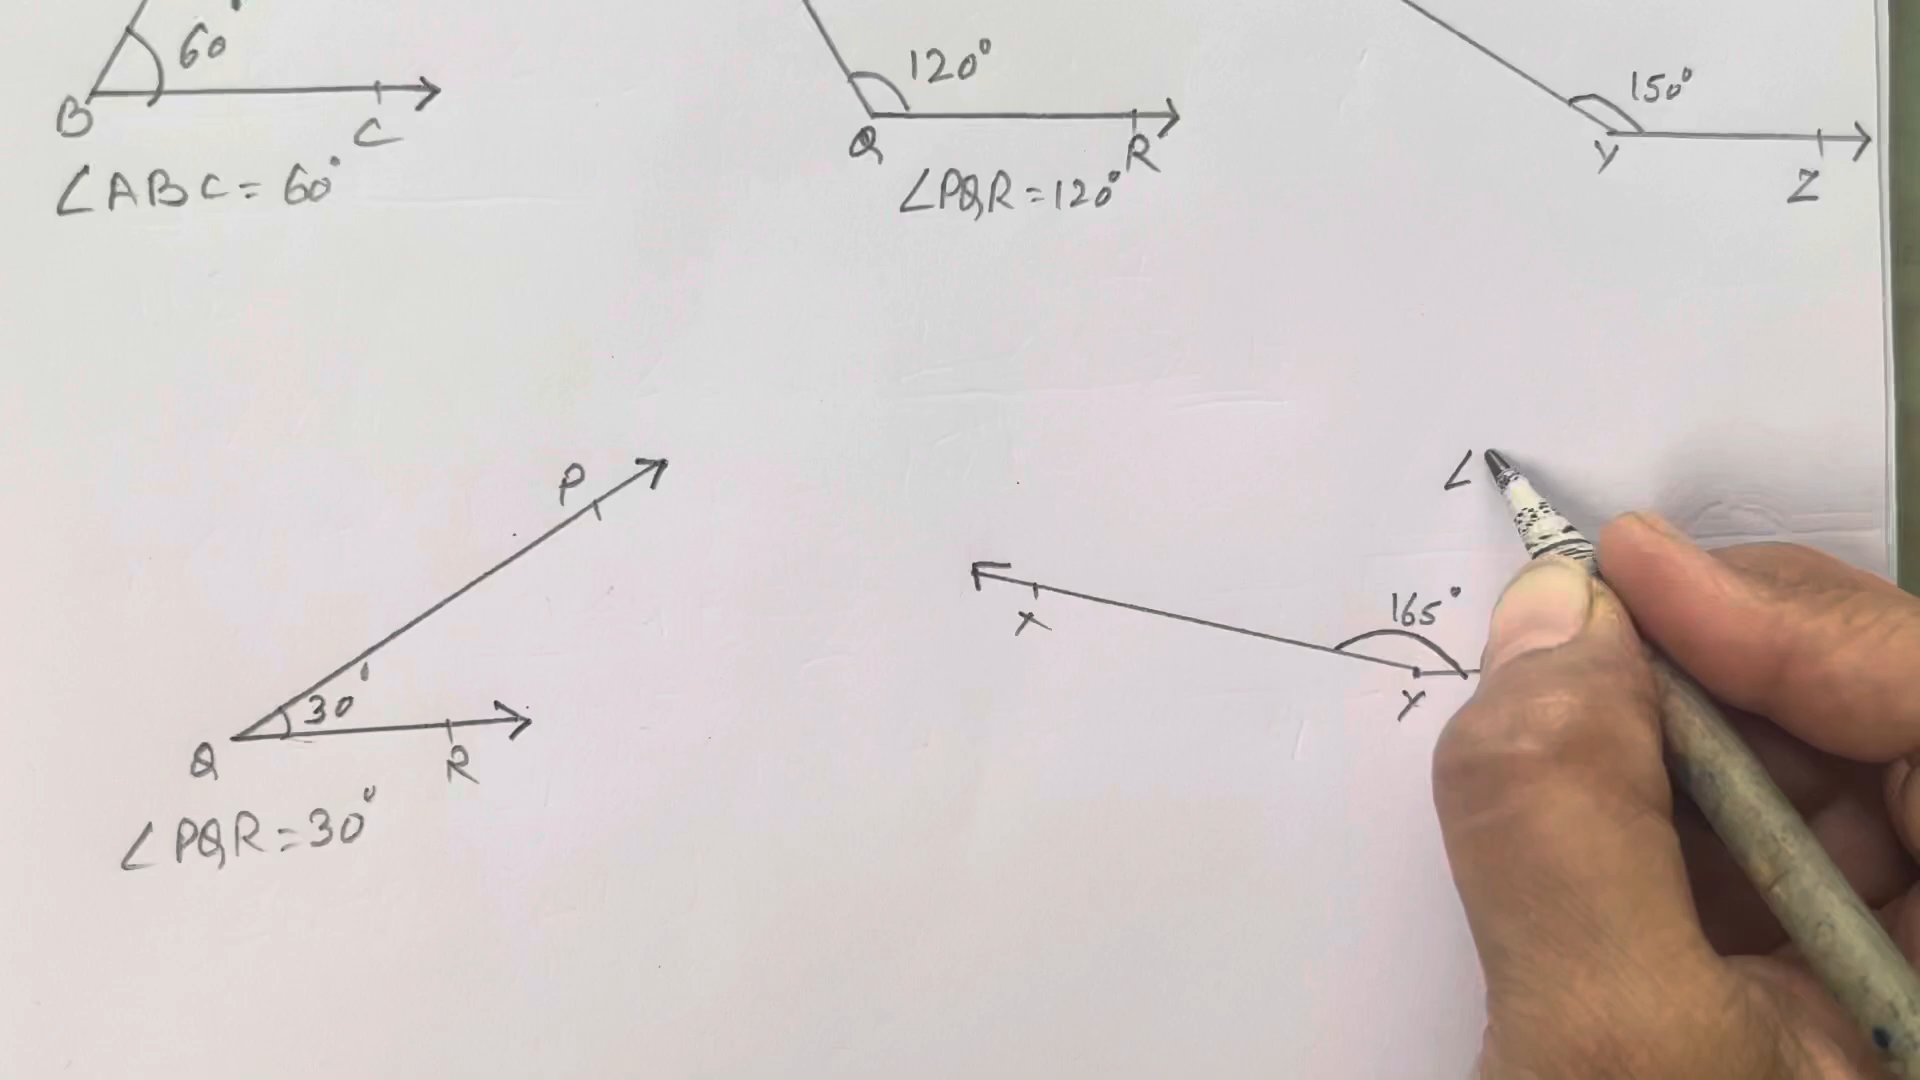 60°
B
C
∠ABC = 60°
120°
Q
R
∠PQR = 120°
150°
Y
Z
P
30°
Q
R
∠PQR = 30°
∠
165°
X
Y